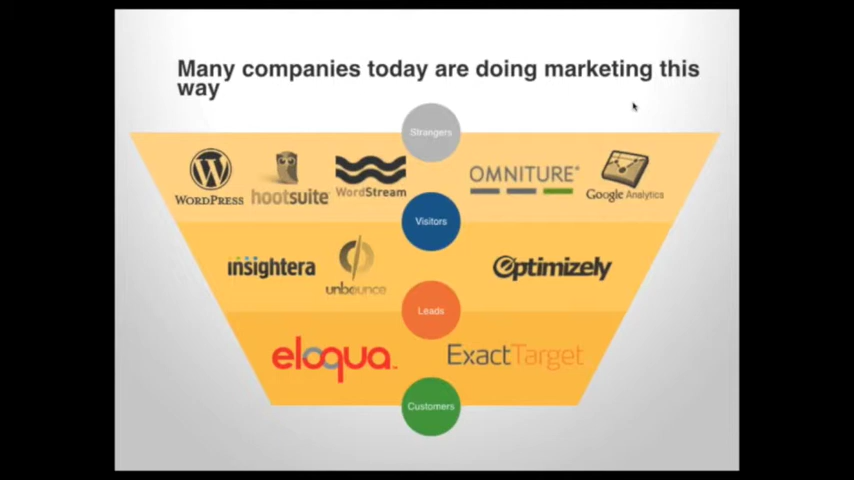 Many companies today are doing marketing this
way
Strangers
WORDPRESS
hootsuite
WordStream
OMNITURE®
Google Analytics
Visitors
insightera
unbounce
Optimizely
Leads
eloqua™
ExactTarget
Customers